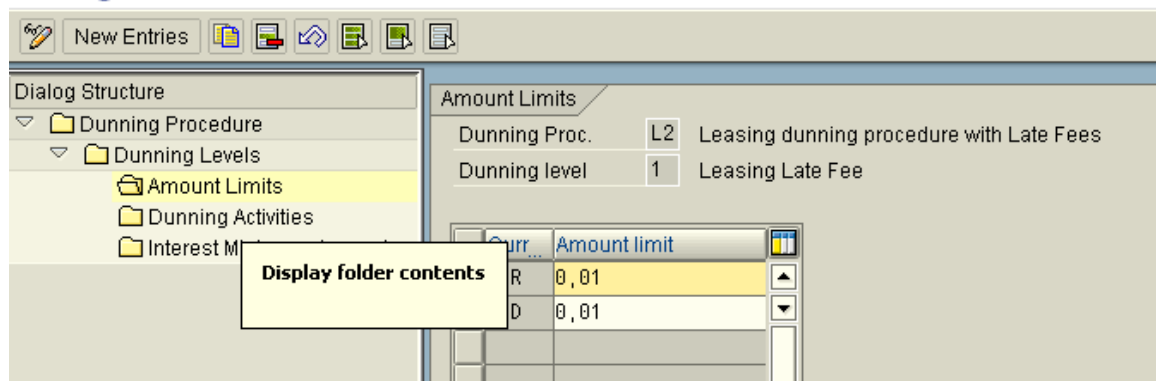 New Entries
Dialog Structure
Dunning Procedure
Dunning Levels
Amount Limits
Dunning Activities
Interest
Display folder contents
Amount Limits
Dunning Proc. L2 Leasing dunning procedure with Late Fees
Dunning level 1 Leasing Late Fee
Curr... Amount limit
R 0,01
D 0,01